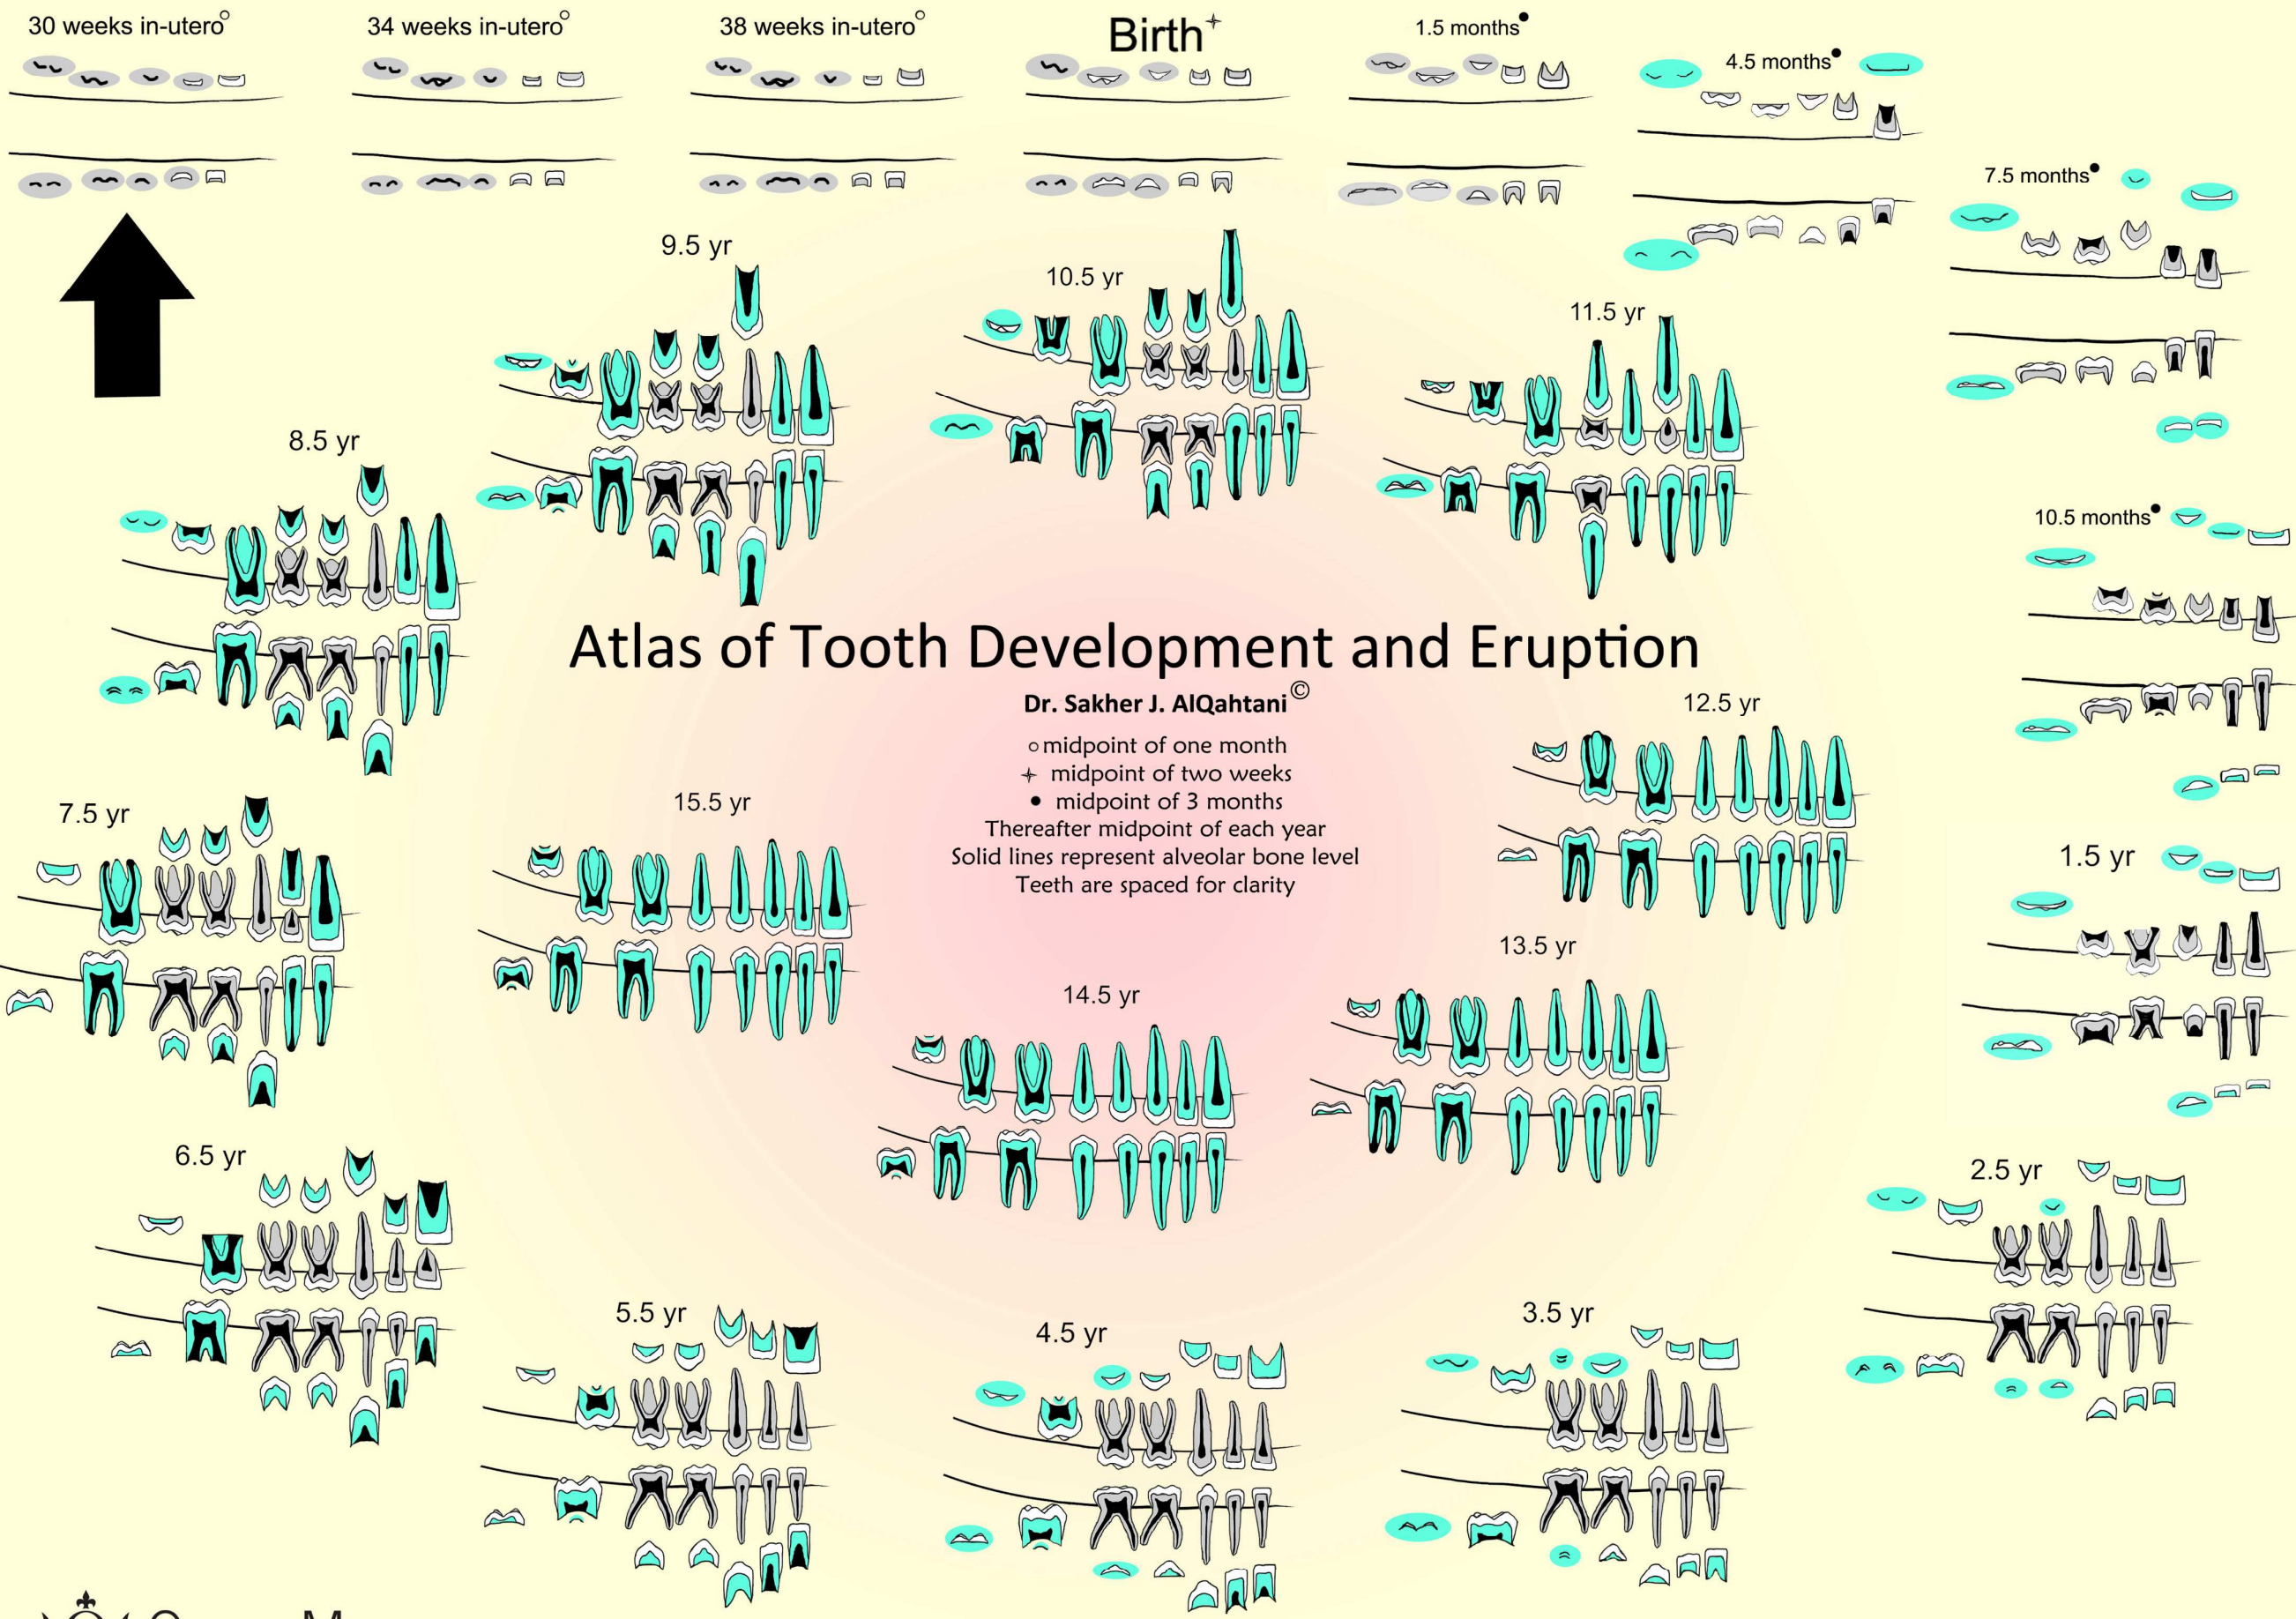 30 weeks in-utero°
34 weeks in-utero°
38 weeks in-utero°
Birth⁺
1.5 months●
4.5 months●
7.5 months●
9.5 yr
10.5 yr
11.5 yr
8.5 yr
10.5 months●
Atlas of Tooth Development and Eruption
Dr. Sakher J. AlQahtani©
○ midpoint of one month
+ midpoint of two weeks
● midpoint of 3 months
Thereafter midpoint of each year
Solid lines represent alveolar bone level
Teeth are spaced for clarity
12.5 yr
7.5 yr
15.5 yr
1.5 yr
13.5 yr
14.5 yr
6.5 yr
2.5 yr
5.5 yr
4.5 yr
3.5 yr